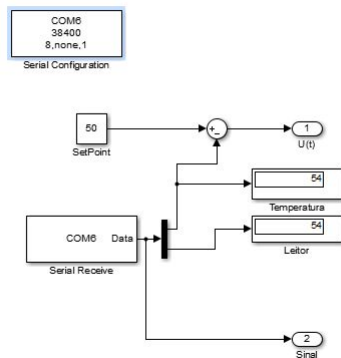 COM6
38400
8,none,1
Serial Configuration
50
SetPoint
+
-
1
U(t)
54
Temperatura
COM6 Data
Serial Receive
54
Leitor
2
Sinal